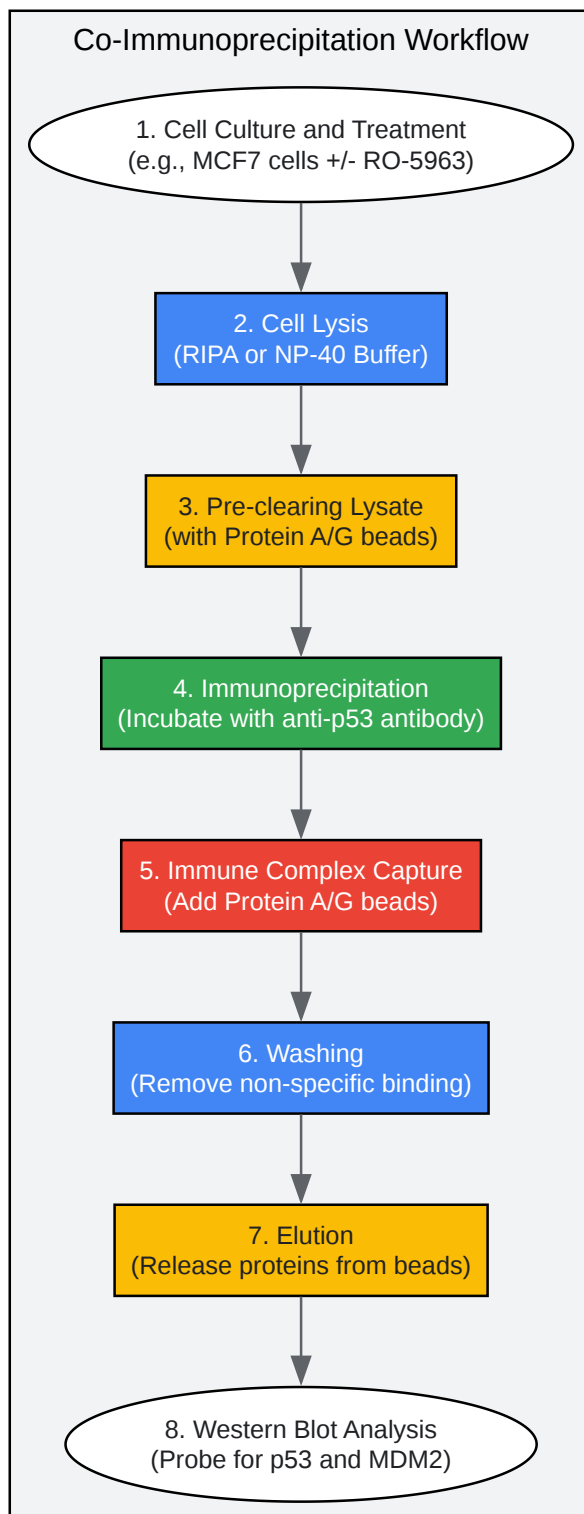 Co-Immunoprecipitation Workflow
1. Cell Culture and Treatment
(e.g., MCF7 cells +/- RO-5963)
2. Cell Lysis
(RIPA or NP-40 Buffer)
3. Pre-clearing Lysate
(with Protein A/G beads)
4. Immunoprecipitation
(Incubate with anti-p53 antibody)
5. Immune Complex Capture
(Add Protein A/G beads)
6. Washing
(Remove non-specific binding)
7. Elution
(Release proteins from beads)
8. Western Blot Analysis
(Probe for p53 and MDM2)